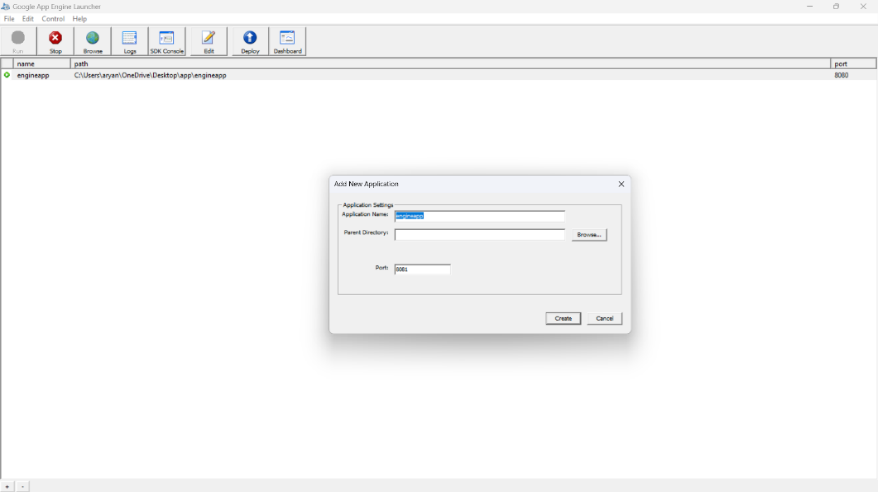 Google App Engine Launcher
File Edit Control Help
Run Stop Browse Logs SDK Console Edit Deploy Dashboard
name path port
engineapp C:\Users\aryan\OneDrive\Desktop\app\engineapp 8080
Add New Application
Application Settings
Application Name: engineapp
Parent Directory: Browse...
Port: 8081
Create Cancel
+ -